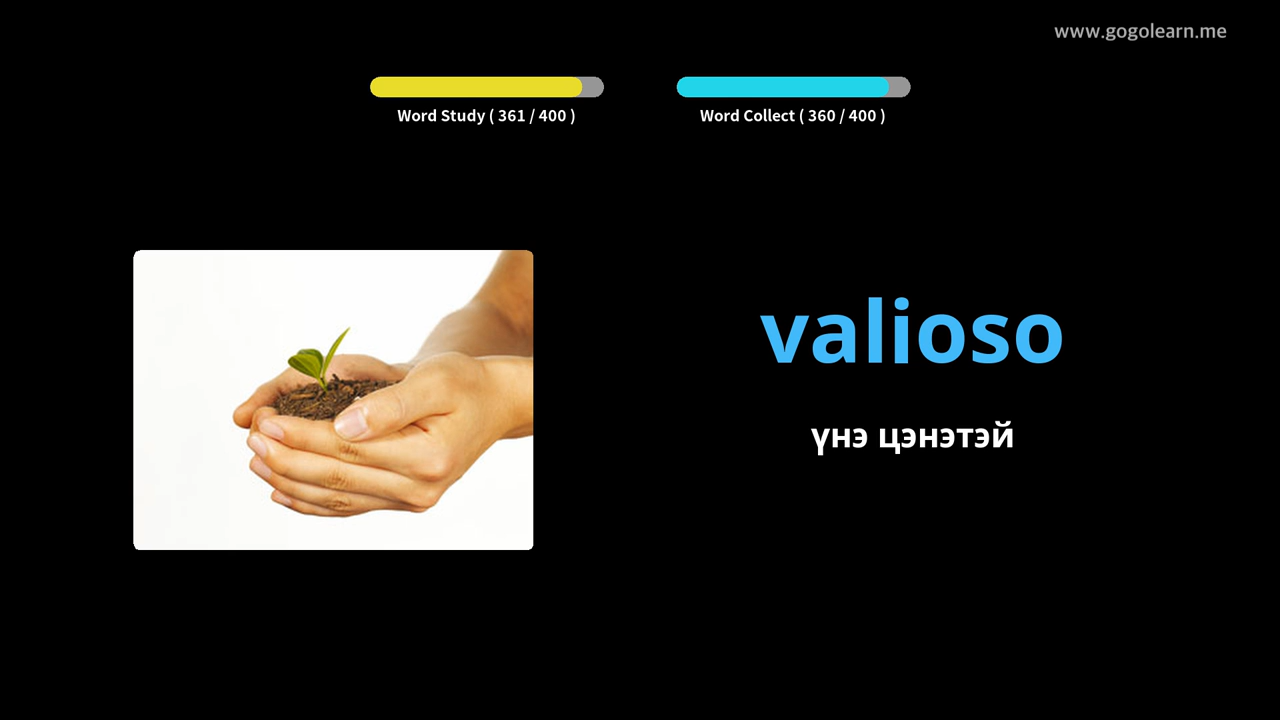 www.gogolearn.me
Word Study ( 361 / 400 )
Word Collect ( 360 / 400 )
valioso
үнэ цэнэтэй